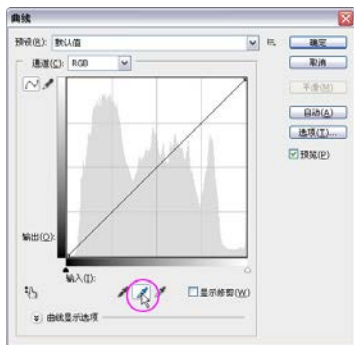 曲线
预设(R): 默认值
确定
通道(C): RGB
取消
平滑(M)
自动(A)
选项(T)...
预览(P)
输出(O):
输入(I):
显示修剪(W)
曲线显示选项